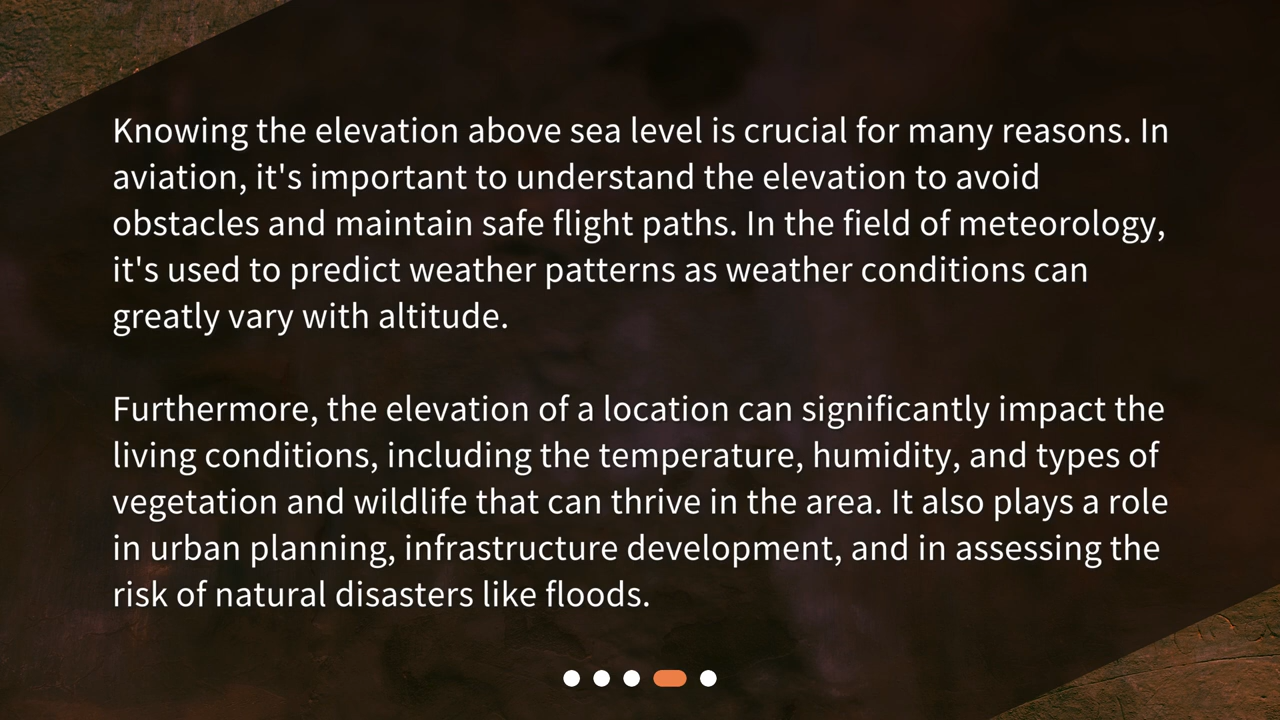 Knowing the elevation above sea level is crucial for many reasons. In
aviation, it's important to understand the elevation to avoid
obstacles and maintain safe flight paths. In the field of meteorology,
it's used to predict weather patterns as weather conditions can
greatly vary with altitude.
Furthermore, the elevation of a location can significantly impact the
living conditions, including the temperature, humidity, and types of
vegetation and wildlife that can thrive in the area. It also plays a role
in urban planning, infrastructure development, and in assessing the
risk of natural disasters like floods.